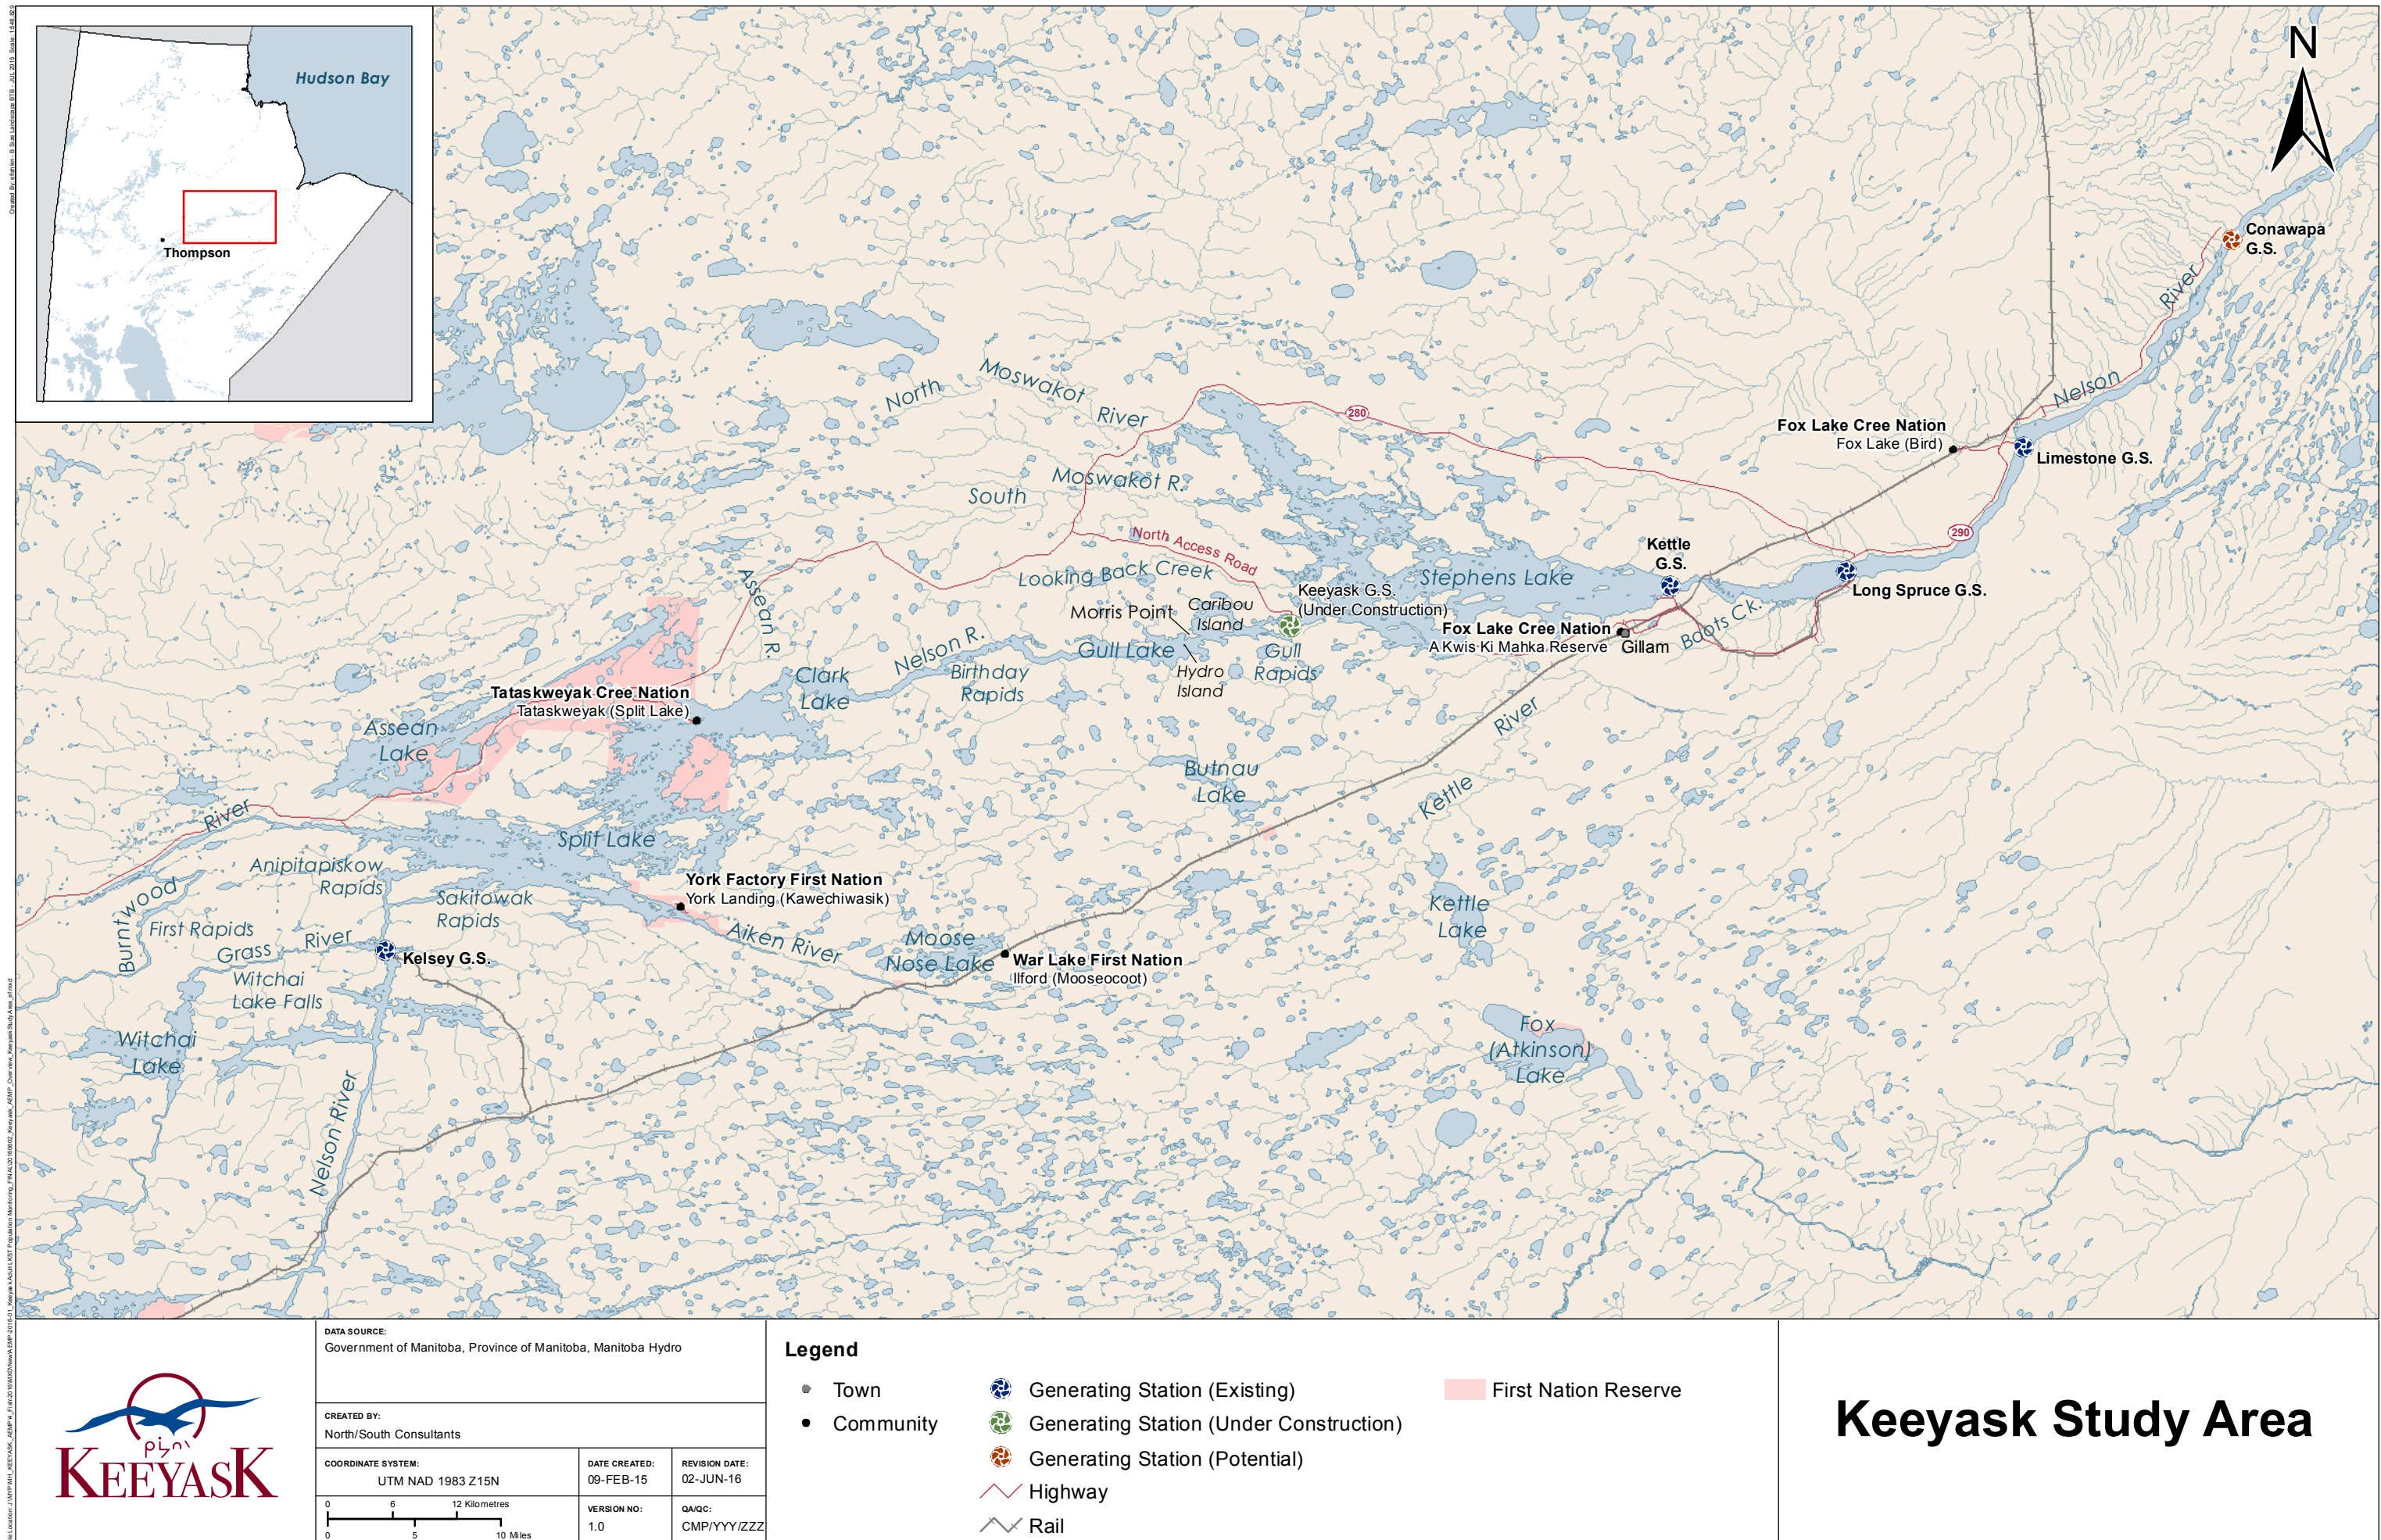 Hudson Bay
Thompson
N
Conawapa
G.S.
River
Nelson
Moswakot
North
River
280
Fox Lake Cree Nation
Fox Lake (Bird)
Limestone G.S.
Moswakot R.
South
290
North Access Road
Kettle
G.S.
Looking Back Creek
Stephens Lake
Keeyask G.S.
(Under Construction)
Long Spruce G.S.
Morris Point
Caribou
Island
Assean R.
Fox Lake Cree Nation
A Kwis Ki Mahka Reserve
Gillam
Boots Ck.
Nelson R.
Gull Lake
Gull
Rapids
Birthday
Rapids
Hydro
Island
Clark
Lake
Tataskweyak Cree Nation
Tataskweyak (Split Lake)
River
Assean
Lake
Butnau
Lake
Kettle
River
Split Lake
Anipitapiskow
Rapids
York Factory First Nation
York Landing (Kawechiwasik)
Burntwood
Sakitowak
Rapids
Kettle
Lake
First Rapids
Grass River
Aiken River
Moose
Nose Lake
Kelsey G.S.
War Lake First Nation
Ilford (Mooseocoot)
Witchai
Lake Falls
Fox
(Atkinson)
Lake
Witchai
Lake
Nelson River
KEEYASK
DATA SOURCE:
Government of Manitoba, Province of Manitoba, Manitoba Hydro
CREATED BY:
North/South Consultants
COORDINATE SYSTEM:
UTM NAD 1983 Z15N
DATE CREATED:
09-FEB-15
REVISION DATE:
02-JUN-16
0 6 12 Kilometres
0 5 10 Miles
VERSION NO:
1.0
QA/QC:
CMP/YYY/ZZZ
Legend
Town
Community
Generating Station (Existing)
Generating Station (Under Construction)
Generating Station (Potential)
Highway
Rail
First Nation Reserve
Keeyask Study Area